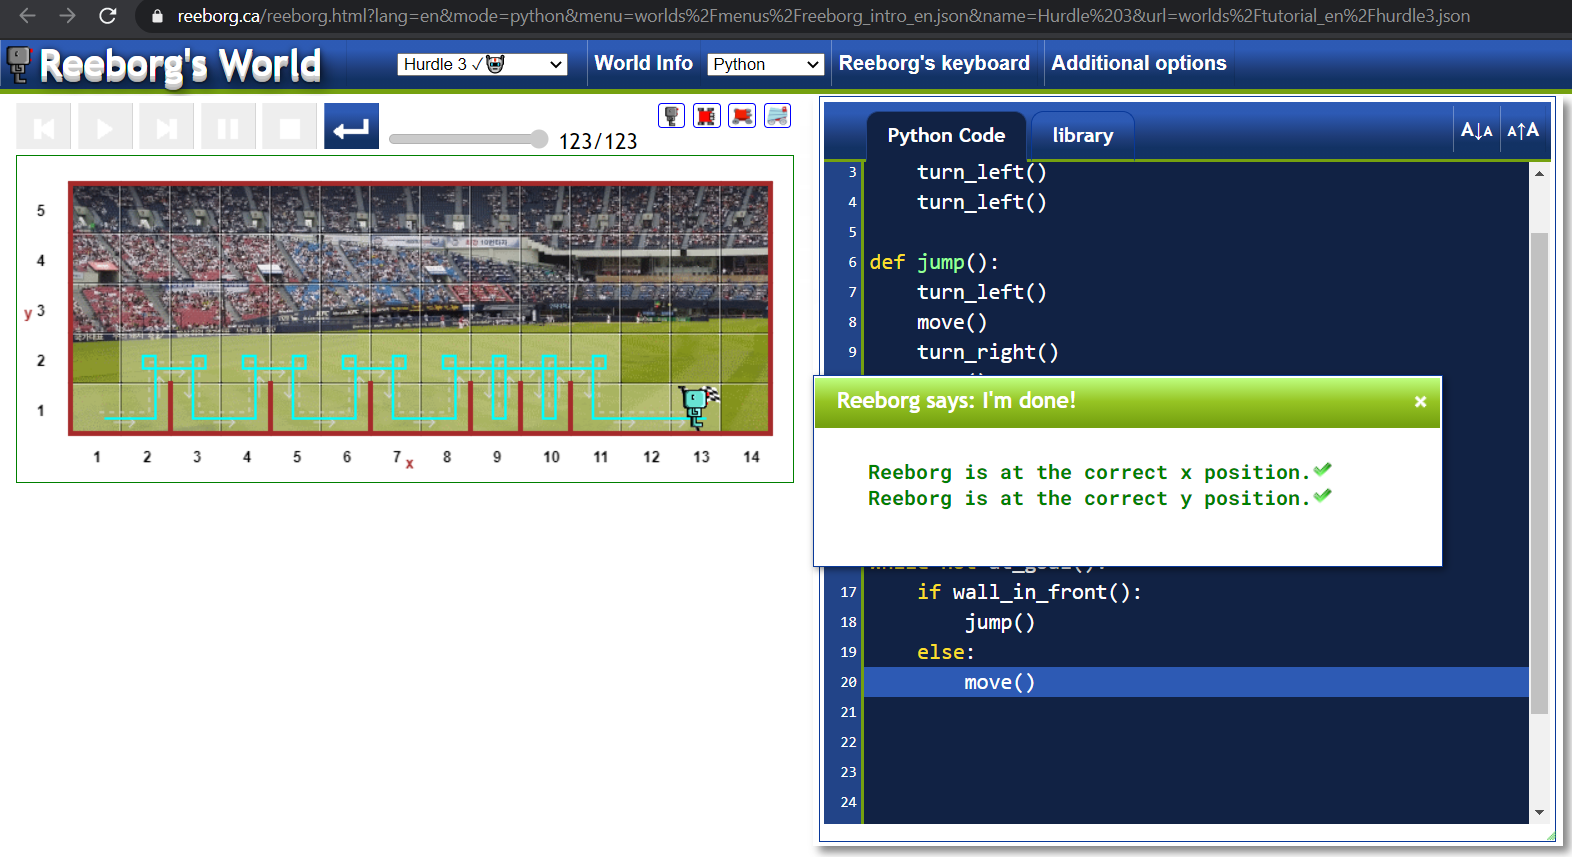 reeborg.ca/reeborg.html?lang=en&mode=python&menu=worlds%2Fmenus%2Freeborg_intro_en.json&name=Hurdle%203&url=worlds%2Ftutorial_en%2Fhurdle3.json
Reeborg's World
Hurdle 3 ✓
World Info
Python
Reeborg's keyboard
Additional options
123/123
Python Code
library
A↓A
A↑A
5
4
y 3
2
1
1 2 3 4 5 6 7 x 8 9 10 11 12 13 14
3 turn_left()
4 turn_left()
5
6 def jump():
7 turn_left()
8 move()
9 turn_right()
Reeborg says: I'm done!
×
Reeborg is at the correct x position.
Reeborg is at the correct y position.
while not at_goal():
17 if wall_in_front():
18 jump()
19 else:
20 move()
21
22
23
24